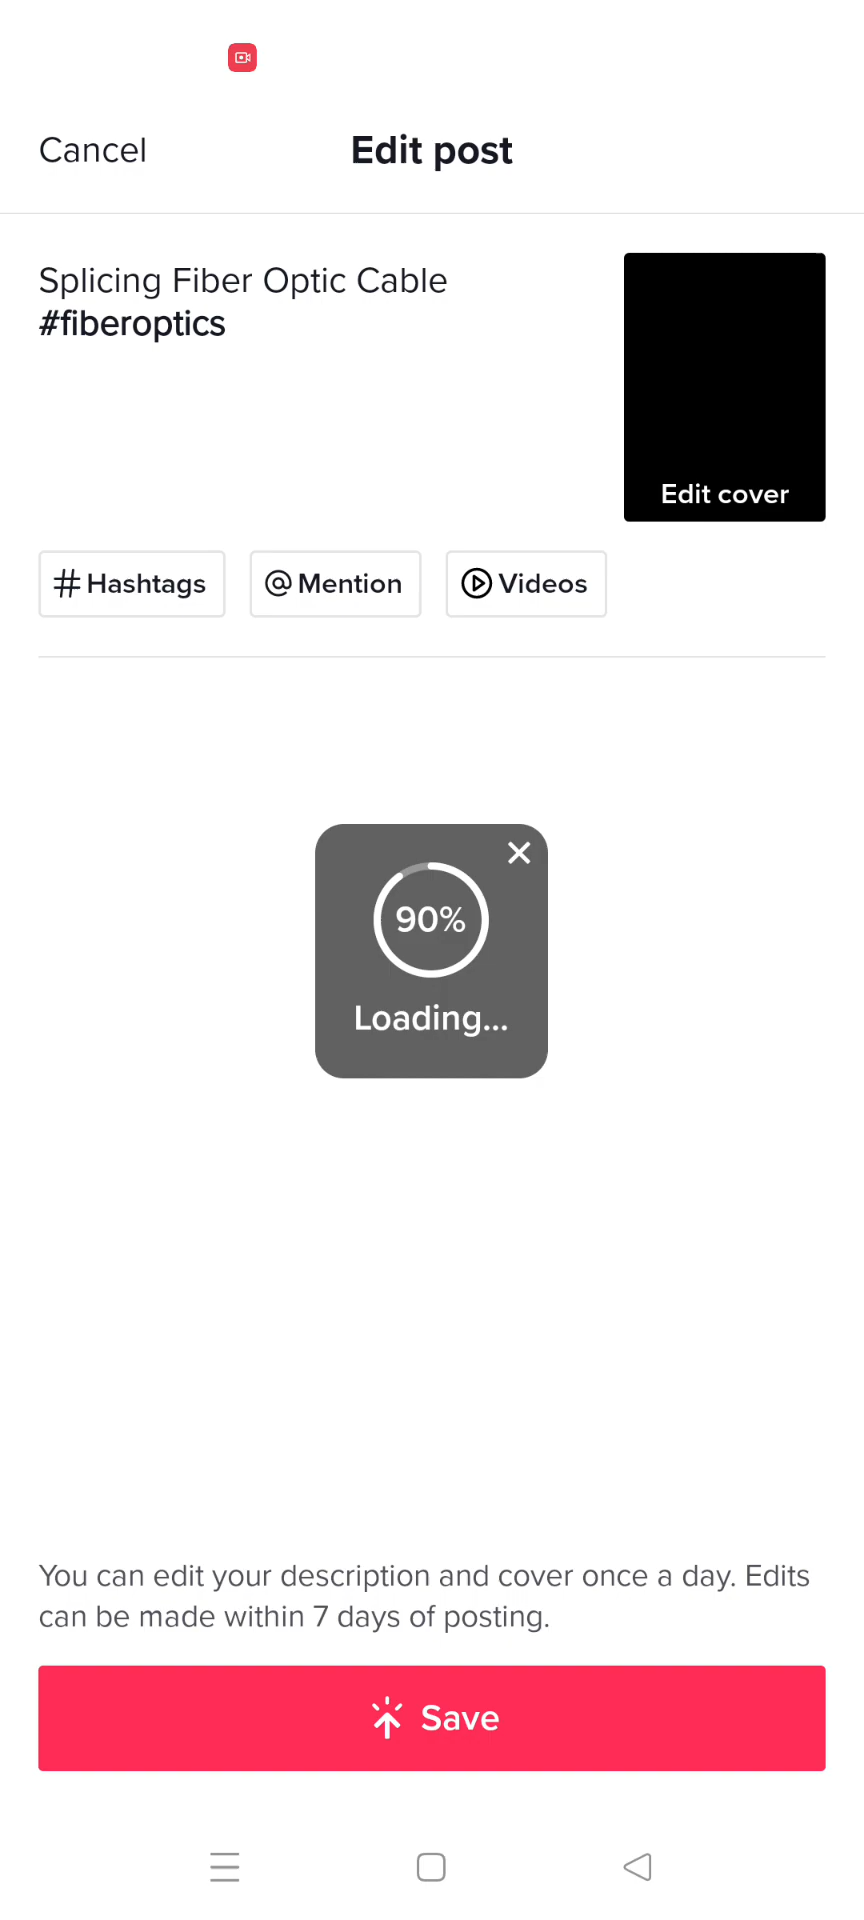 Cancel
Edit post
Splicing Fiber Optic Cable
#fiberoptics
Edit cover
#Hashtags
@Mention
Videos
90%
Loading...
You can edit your description and cover once a day. Edits
can be made within 7 days of posting.
Save